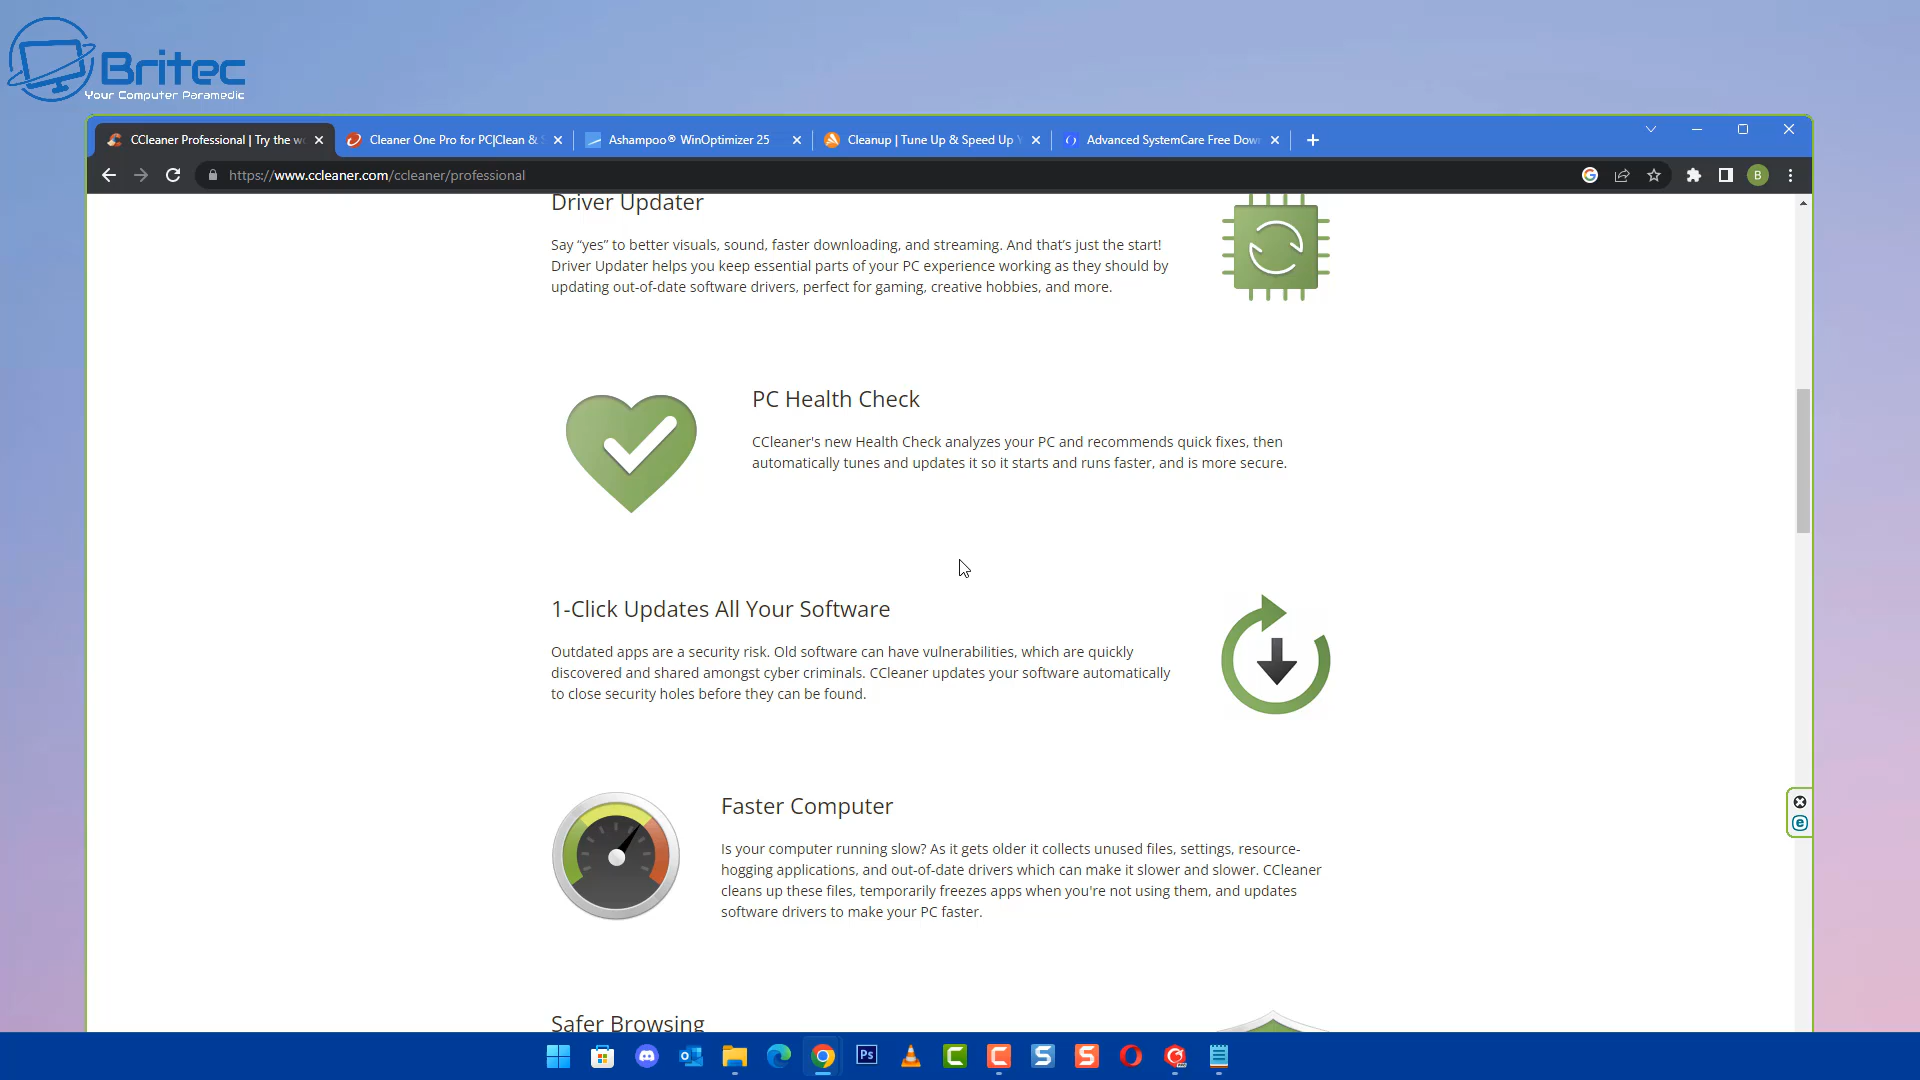 Britec
Your Computer Paramedic
CCleaner Professional | Try the w
Cleaner One Pro for PC|Clean &
Ashampoo® WinOptimizer 25
Cleanup | Tune Up & Speed Up
Advanced SystemCare Free Dow
https://www.ccleaner.com/ccleaner/professional
B
Driver Updater
Say “yes” to better visuals, sound, faster downloading, and streaming. And that’s just the start!
Driver Updater helps you keep essential parts of your PC experience working as they should by
updating out-of-date software drivers, perfect for gaming, creative hobbies, and more.
PC Health Check
CCleaner's new Health Check analyzes your PC and recommends quick fixes, then
automatically tunes and updates it so it starts and runs faster, and is more secure.
1-Click Updates All Your Software
Outdated apps are a security risk. Old software can have vulnerabilities, which are quickly
discovered and shared amongst cyber criminals. CCleaner updates your software automatically
to close security holes before they can be found.
Faster Computer
Is your computer running slow? As it gets older it collects unused files, settings, resource-
hogging applications, and out-of-date drivers which can make it slower and slower. CCleaner
cleans up these files, temporarily freezes apps when you're not using them, and updates
software drivers to make your PC faster.
Safer Browsing
Ps